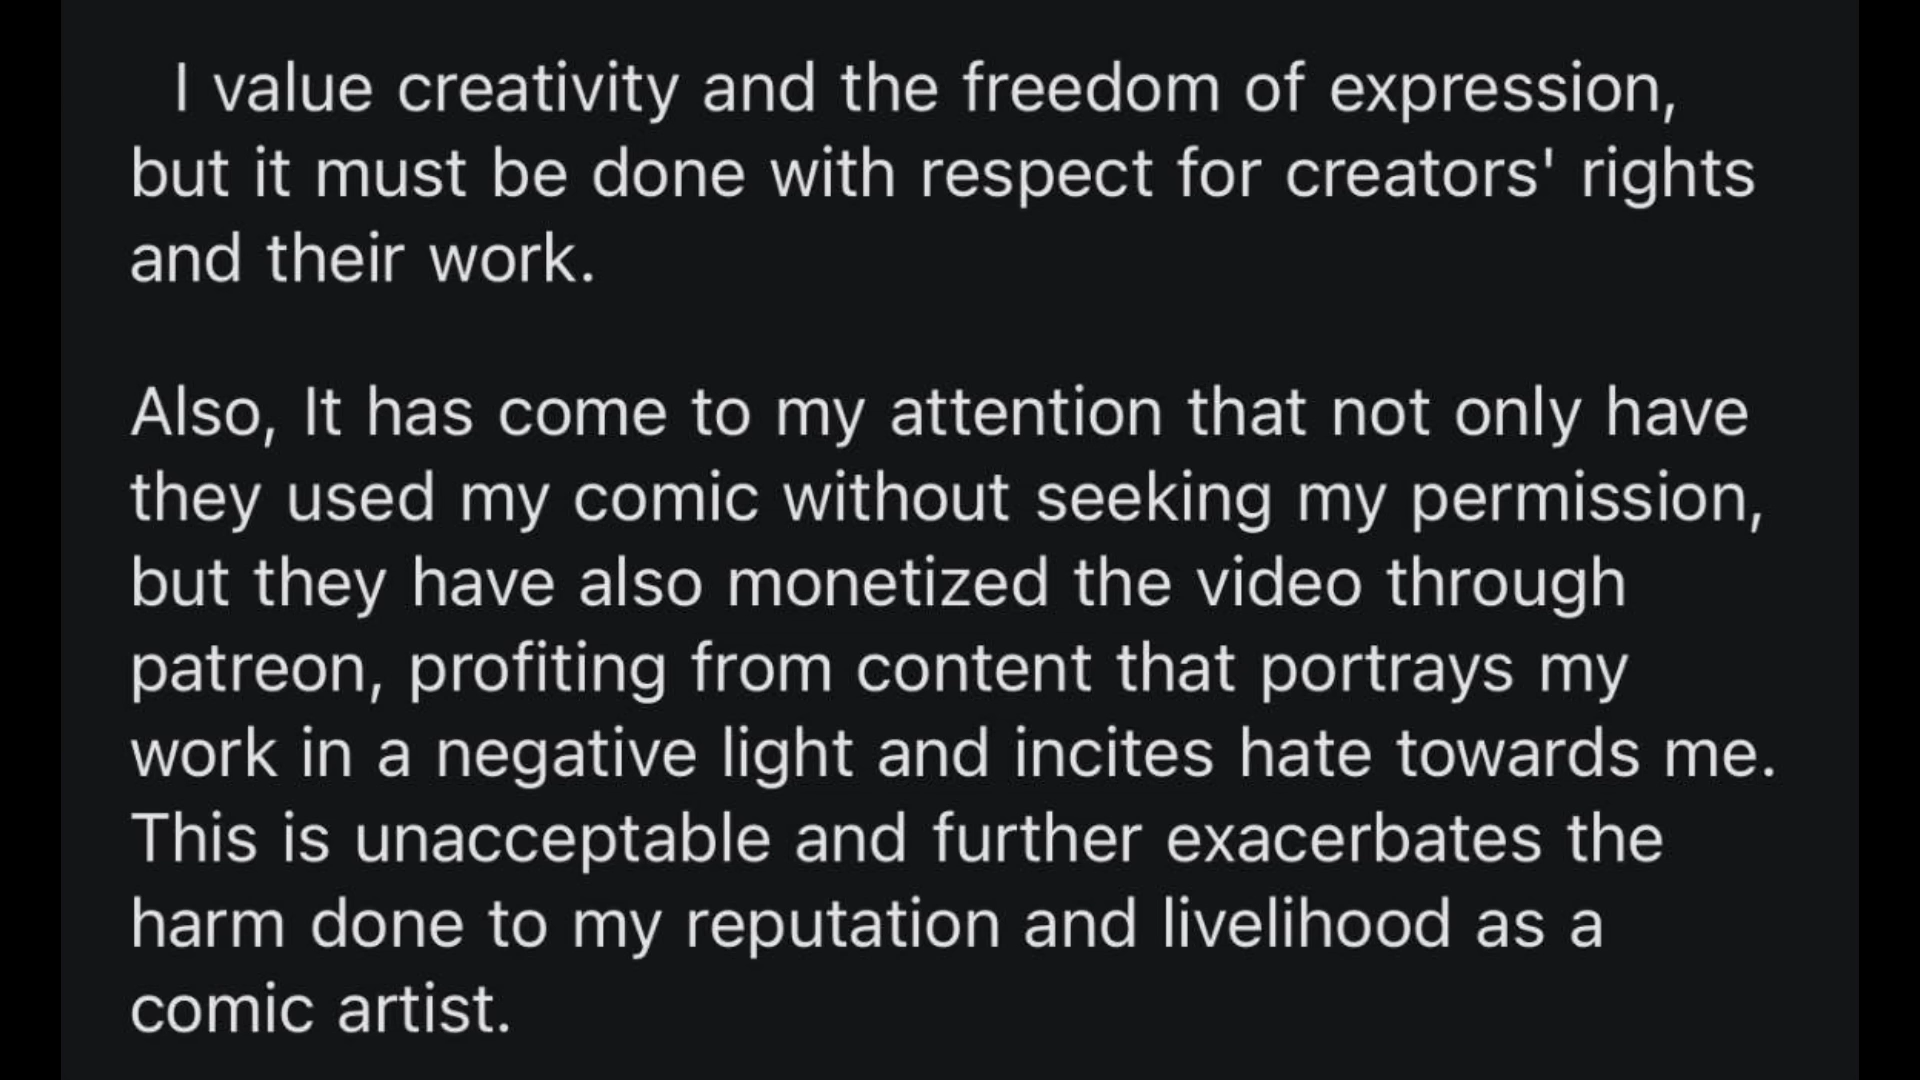 I value creativity and the freedom of expression,
but it must be done with respect for creators' rights
and their work.
Also, It has come to my attention that not only have
they used my comic without seeking my permission,
but they have also monetized the video through
patreon, profiting from content that portrays my
work in a negative light and incites hate towards me.
This is unacceptable and further exacerbates the
harm done to my reputation and livelihood as a
comic artist.